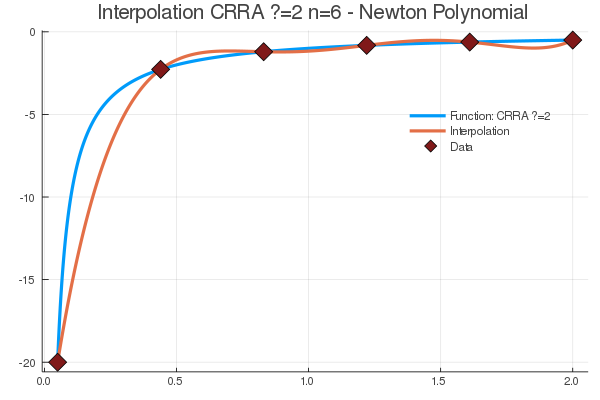 Interpolation CRRA ?=2 n=6 - Newton Polynomial
0
-5
-10
-15
-20
Function: CRRA ?=2
Interpolation
Data
0.0 0.5 1.0 1.5 2.0